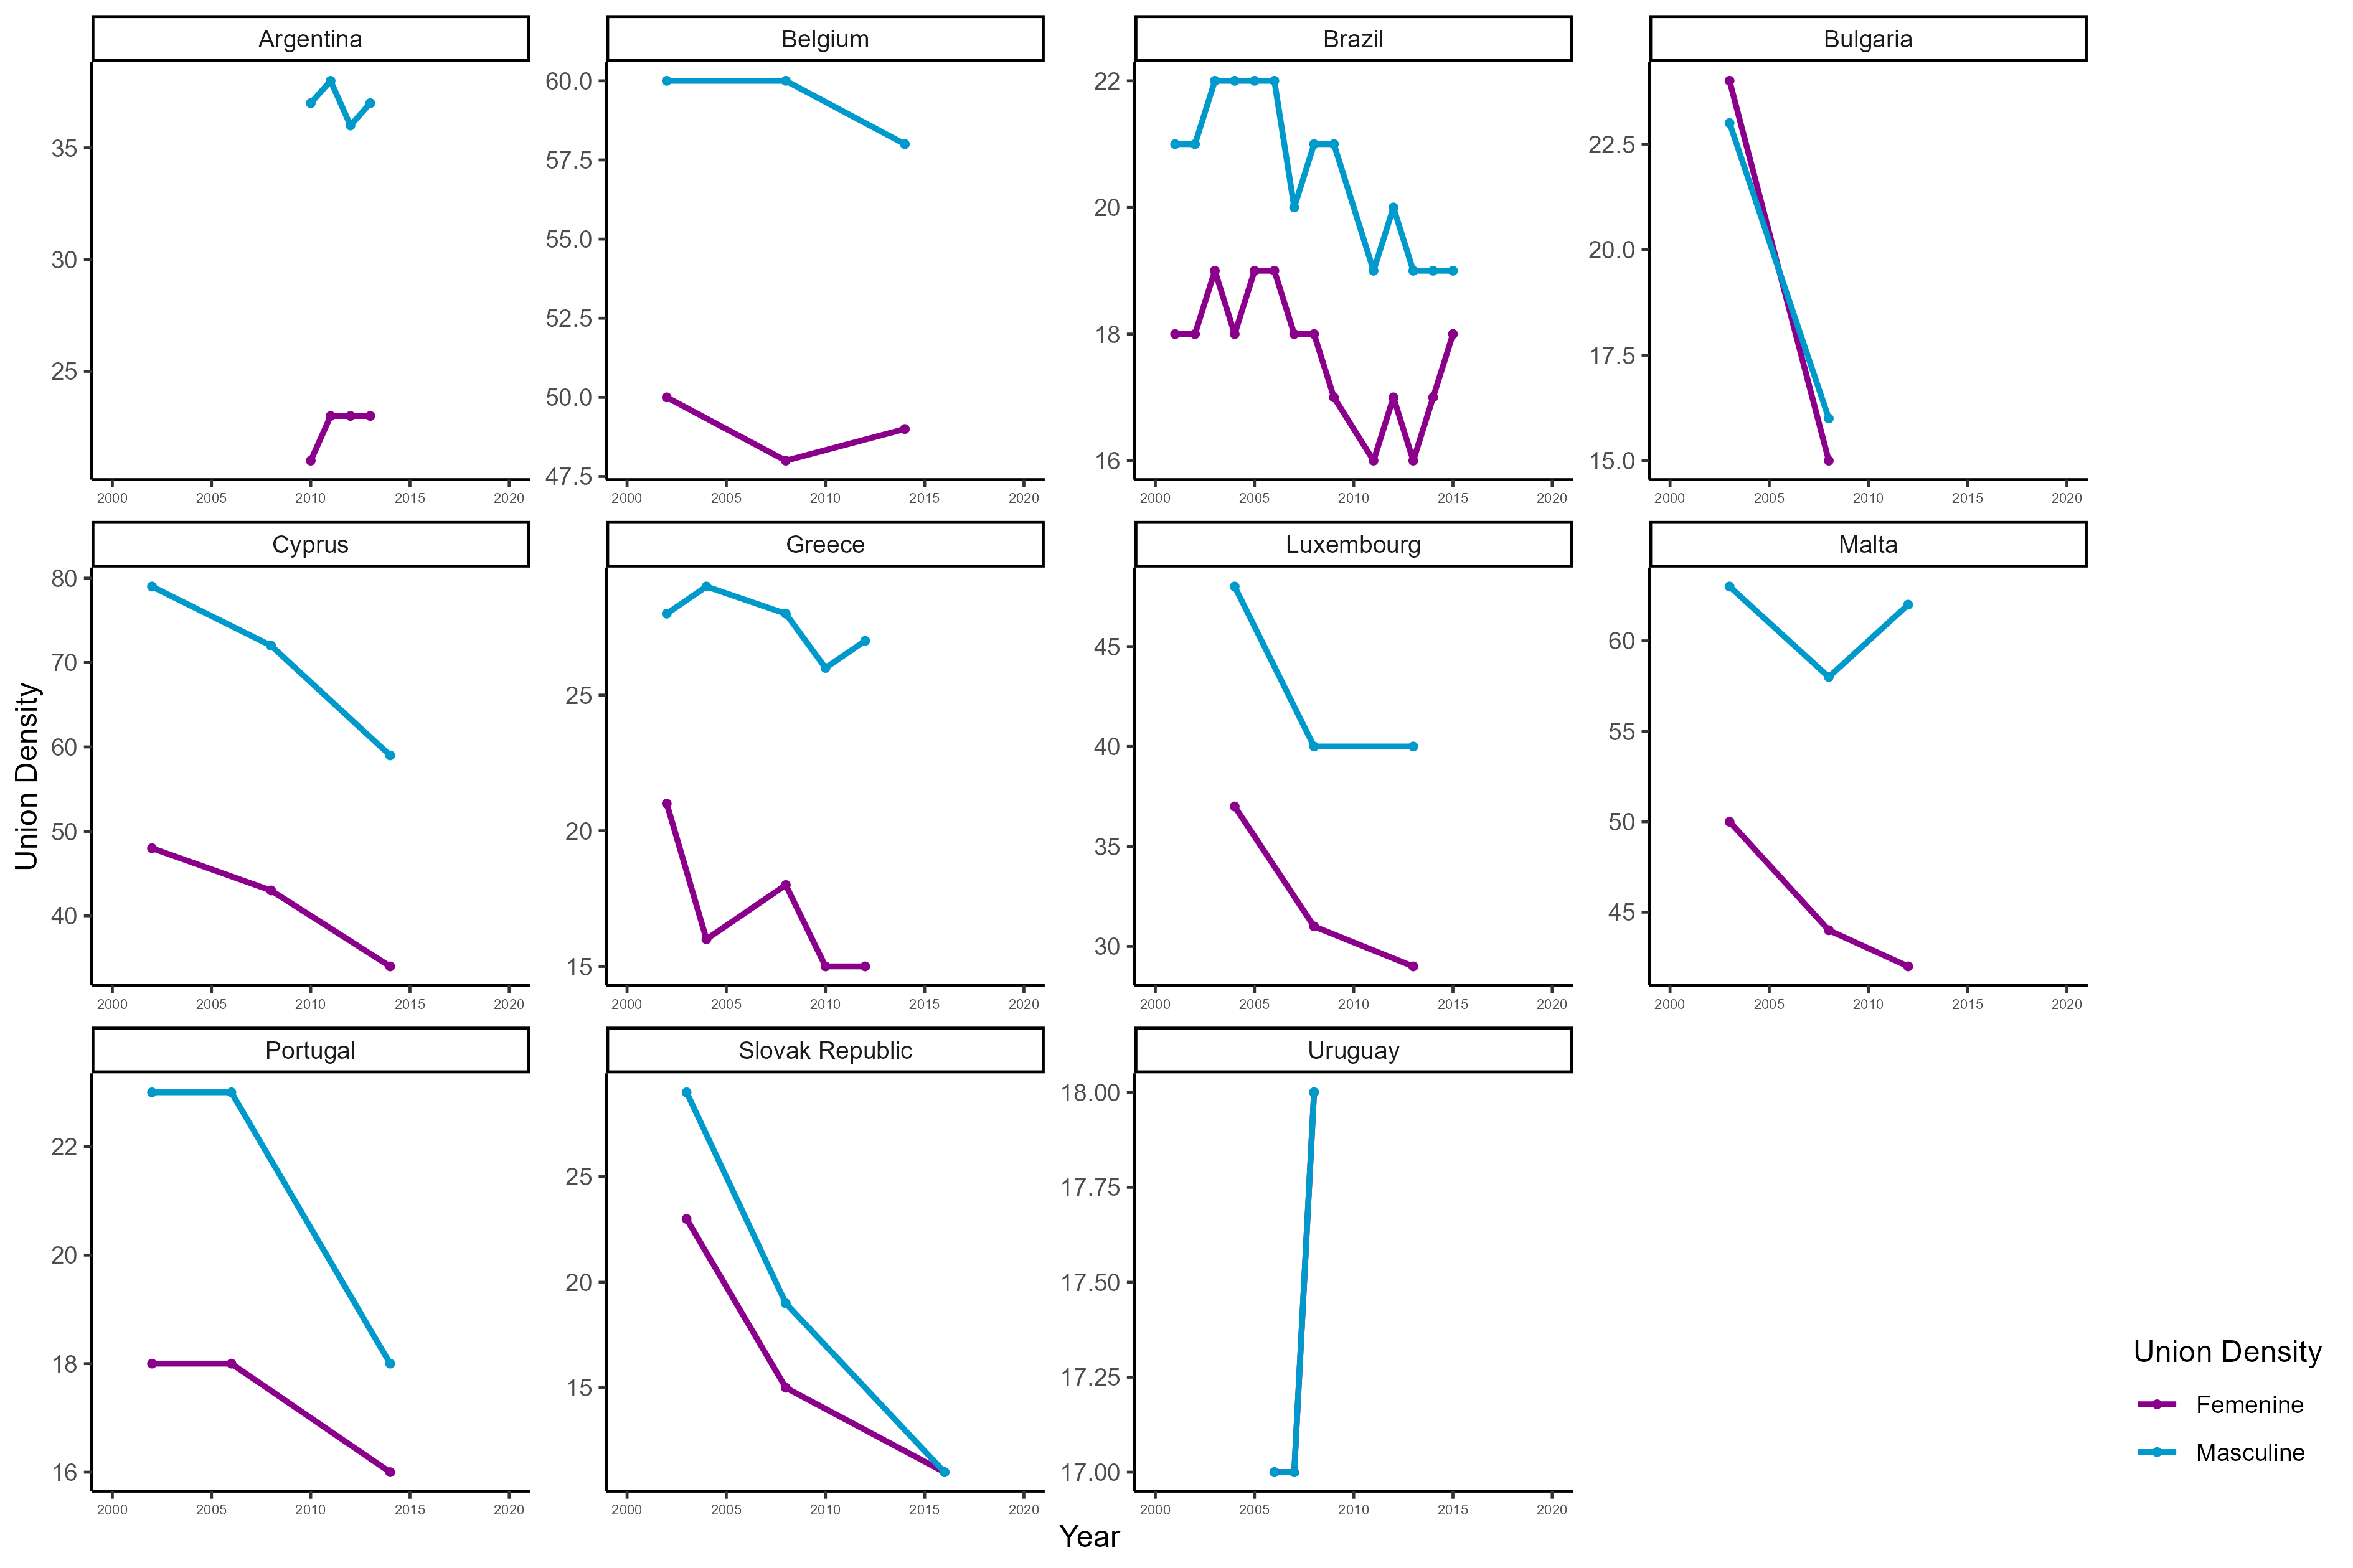 Argentina
Belgium
Brazil
Bulgaria
35
30
25
60.0
57.5
55.0
52.5
50.0
47.5
22
20
18
16
22.5
20.0
17.5
15.0
2000 2005 2010 2015 2020
2000 2005 2010 2015 2020
2000 2005 2010 2015 2020
2000 2005 2010 2015 2020
Cyprus
Greece
Luxembourg
Malta
Union Density
80
70
60
50
40
25
20
15
45
40
35
30
60
55
50
45
2000 2005 2010 2015 2020
2000 2005 2010 2015 2020
2000 2005 2010 2015 2020
2000 2005 2010 2015 2020
Portugal
Slovak Republic
Uruguay
22
20
18
16
25
20
15
18.00
17.75
17.50
17.25
17.00
2000 2005 2010 2015 2020
2000 2005 2010 2015 2020
2000 2005 2010 2015 2020
Year
Union Density
Femenine
Masculine